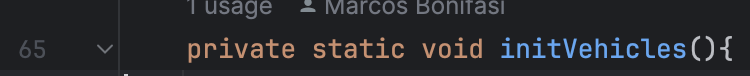 1 usage Marcos Bonifasi
65 private static void initVehicles(){